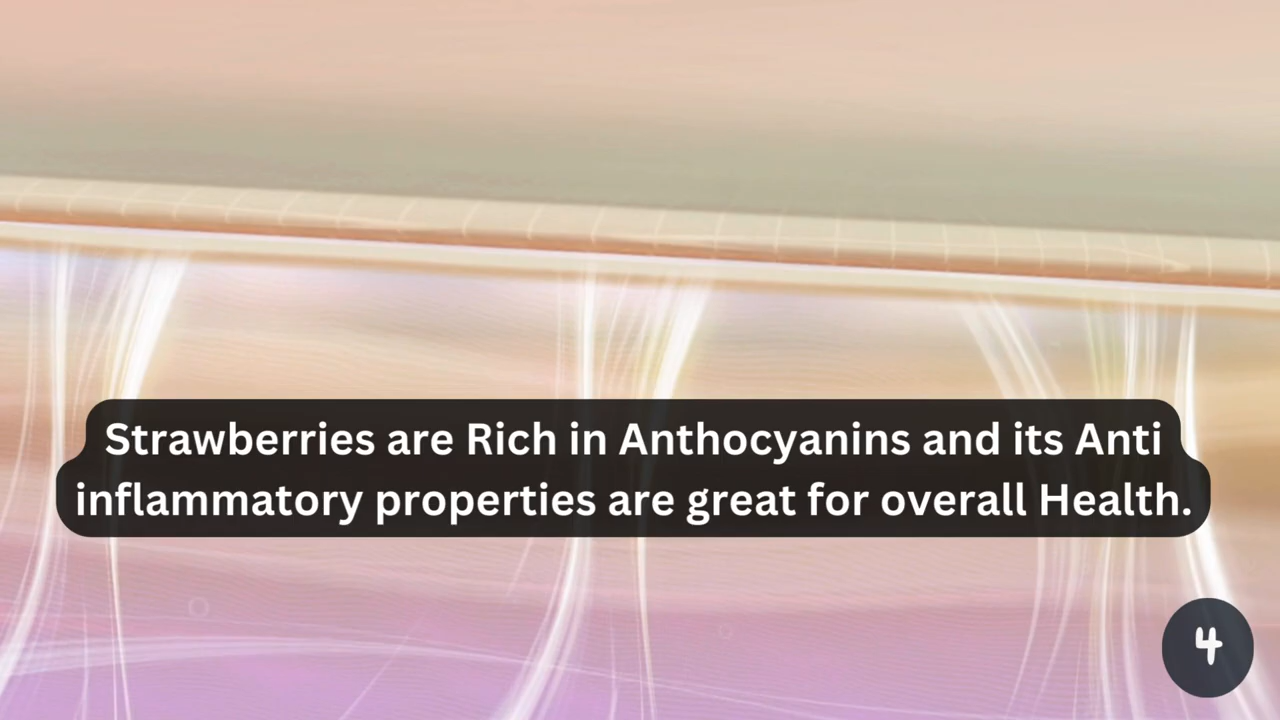 Strawberries are Rich in Anthocyanins and its Anti
inflammatory properties are great for overall Health.
4